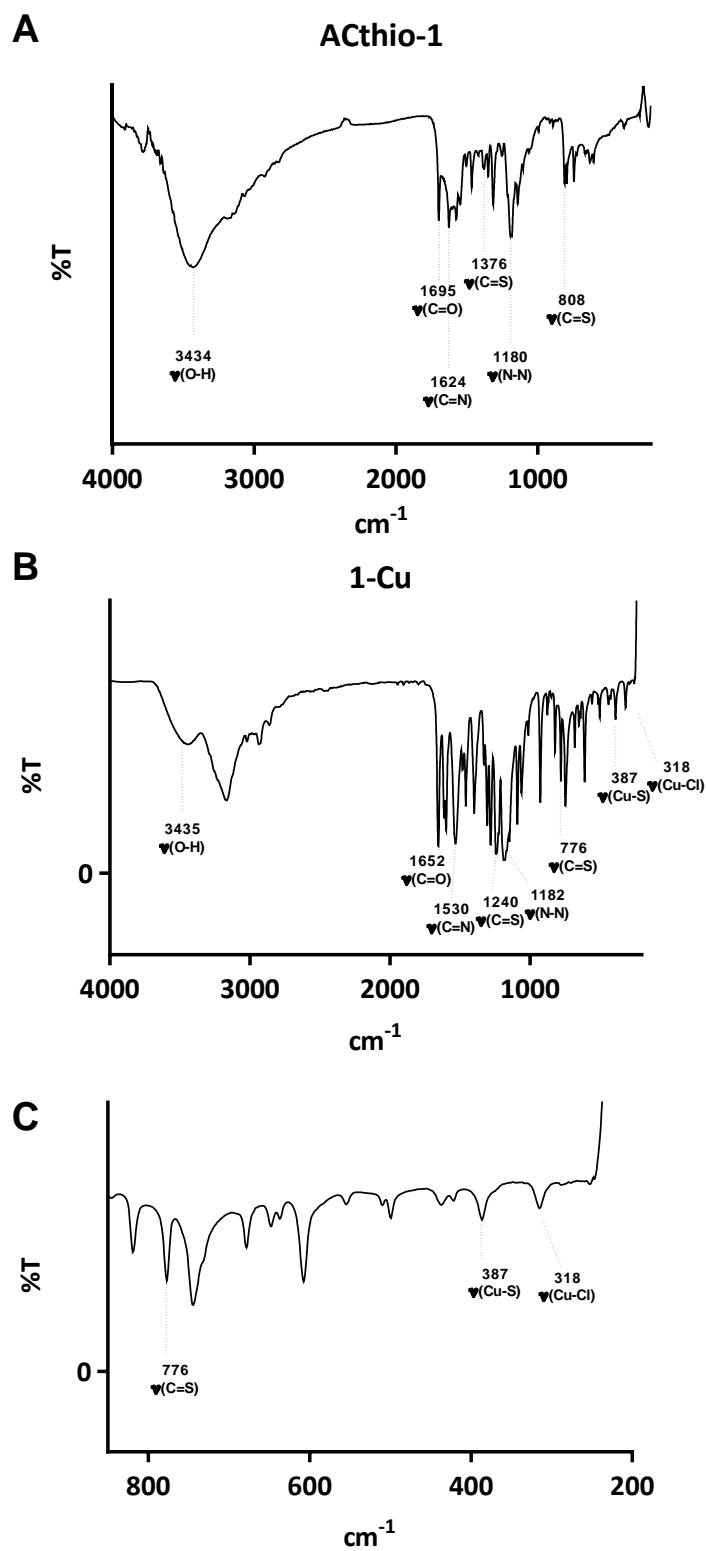 A
ACthio-1
%T
1376
♥(C=S)
1695
♥(C=O)
808
♥(C=S)
3434
♥(O-H)
1180
♥(N-N)
1624
♥(C=N)
4000 3000 2000 1000
cm-1
B
1-Cu
%T
387
♥(Cu-S)
318
♥(Cu-Cl)
3435
♥(O-H)
776
♥(C=S)
0
1652
♥(C=O)
1530
♥(C=N)
1240
♥(C=S)
1182
♥(N-N)
4000 3000 2000 1000
cm-1
C
%T
387
♥(Cu-S)
318
♥(Cu-Cl)
0
776
♥(C=S)
800 600 400 200
cm-1